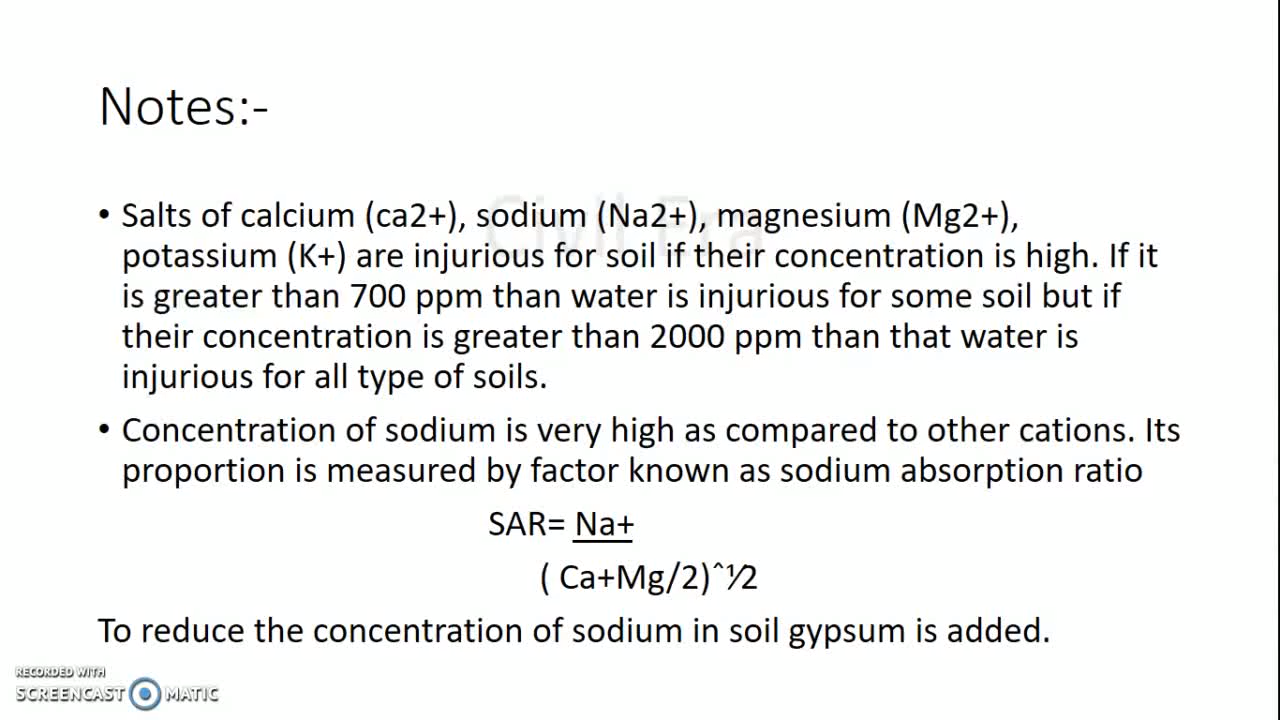 Notes:-
Civil Era
• Salts of calcium (ca2+), sodium (Na2+), magnesium (Mg2+),
potassium (K+) are injurious for soil if their concentration is high. If it
is greater than 700 ppm than water is injurious for some soil but if
their concentration is greater than 2000 ppm than that water is
injurious for all type of soils.
• Concentration of sodium is very high as compared to other cations. Its
proportion is measured by factor known as sodium absorption ratio
SAR= Na+
( Ca+Mg/2)ˆ½
To reduce the concentration of sodium in soil gypsum is added.
RECORDED WITH
SCREENCAST MATIC